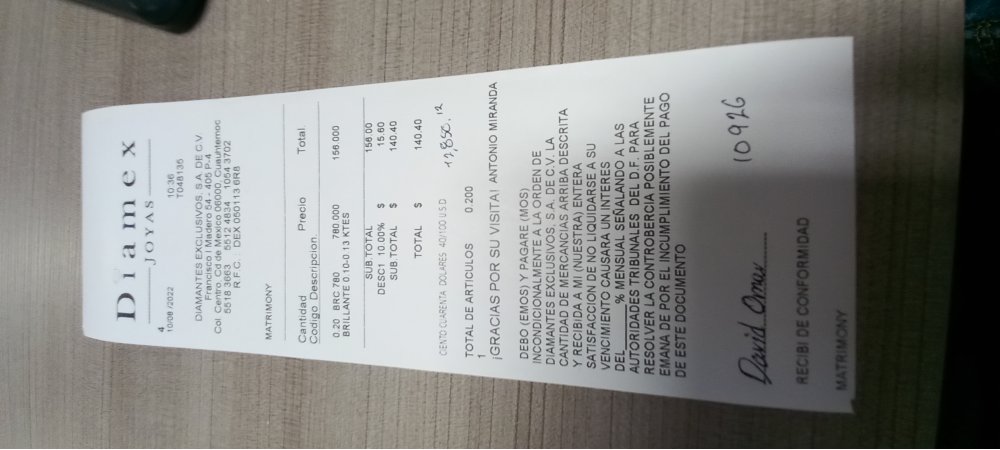 Diamex
JOYAS
4
10/08/2022 10:36
T048135
DIAMANTES EXCLUSIVOS, S.A. DE C.V.
Francisco I Madero 54 - 405 P-4
Col. Centro. Cd de Mexico 06000, Cuauhtemoc
5518 3663 5512 4834 1054 3702
R.F.C.: DEX 050113 6R8
MATRIMONY
Cantidad Precio Total.
Codigo Descripcion.
0.20 BRC 780 780.000 156.000
BRILLANTE 0.10-0.13 KTES
SUB TOTAL 156.00
DESC1 10.00% $ 15.60
SUB.TOTAL $ 140.40
TOTAL $ 140.40
CIENTO CUARENTA DOLARES 40/100 U.S.D
TOTAL DE ARTICULOS 0.200
1
¡GRACIAS POR SU VISITA! ANTONIO MIRANDA
DEBO (EMOS) Y PAGARE (MOS)
INCONDICIONALMENTE A LA ORDEN DE
DIAMANTES EXCLUSIVOS, S.A. DE C.V. LA
CANTIDAD DE MERCANCIAS ARRIBA DESCRITA
Y RECIBIDA A MI (NUESTRA) ENTERA
SATISFACCION DE NO LIQUIDARSE A SU
VENCIMIENTO CAUSARA UN INTERES
DEL______% MENSUAL SEÑALANDO A LAS
AUTORIDADES TRIBUNALES DEL D.F. PARA
RESOLVER LA CONTROBERCIA POSIBLEMENTE
EMANA DE POR EL INCUMPLIMIENTO DEL PAGO
DE ESTE DOCUMENTO
David Omar
10926
RECIBI DE CONFORMIDAD
MATRIMONY